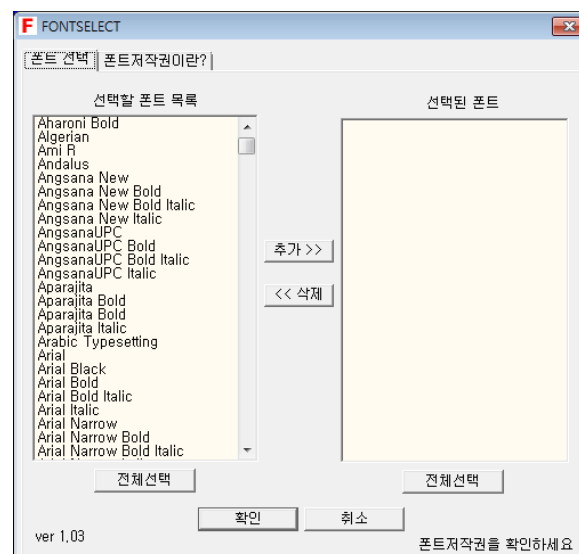 FONTSELECT
폰트 선택 폰트저작권이란?
선택할 폰트 목록
Aharoni Bold
Algerian
Ami R
Andalus
Angsana New
Angsana New Bold
Angsana New Bold Italic
Angsana New Italic
AngsanaUPC
AngsanaUPC Bold
AngsanaUPC Bold Italic
AngsanaUPC Italic
Aparajita
Aparajita Bold
Aparajita Bold
Aparajita Italic
Arabic Typesetting
Arial
Arial Black
Arial Bold
Arial Bold Italic
Arial Italic
Arial Narrow
Arial Narrow Bold
Arial Narrow Bold Italic
전체선택
추가 >>
<< 삭제
선택된 폰트
전체선택
확인
취소
ver 1,03
폰트저작권을 확인하세요